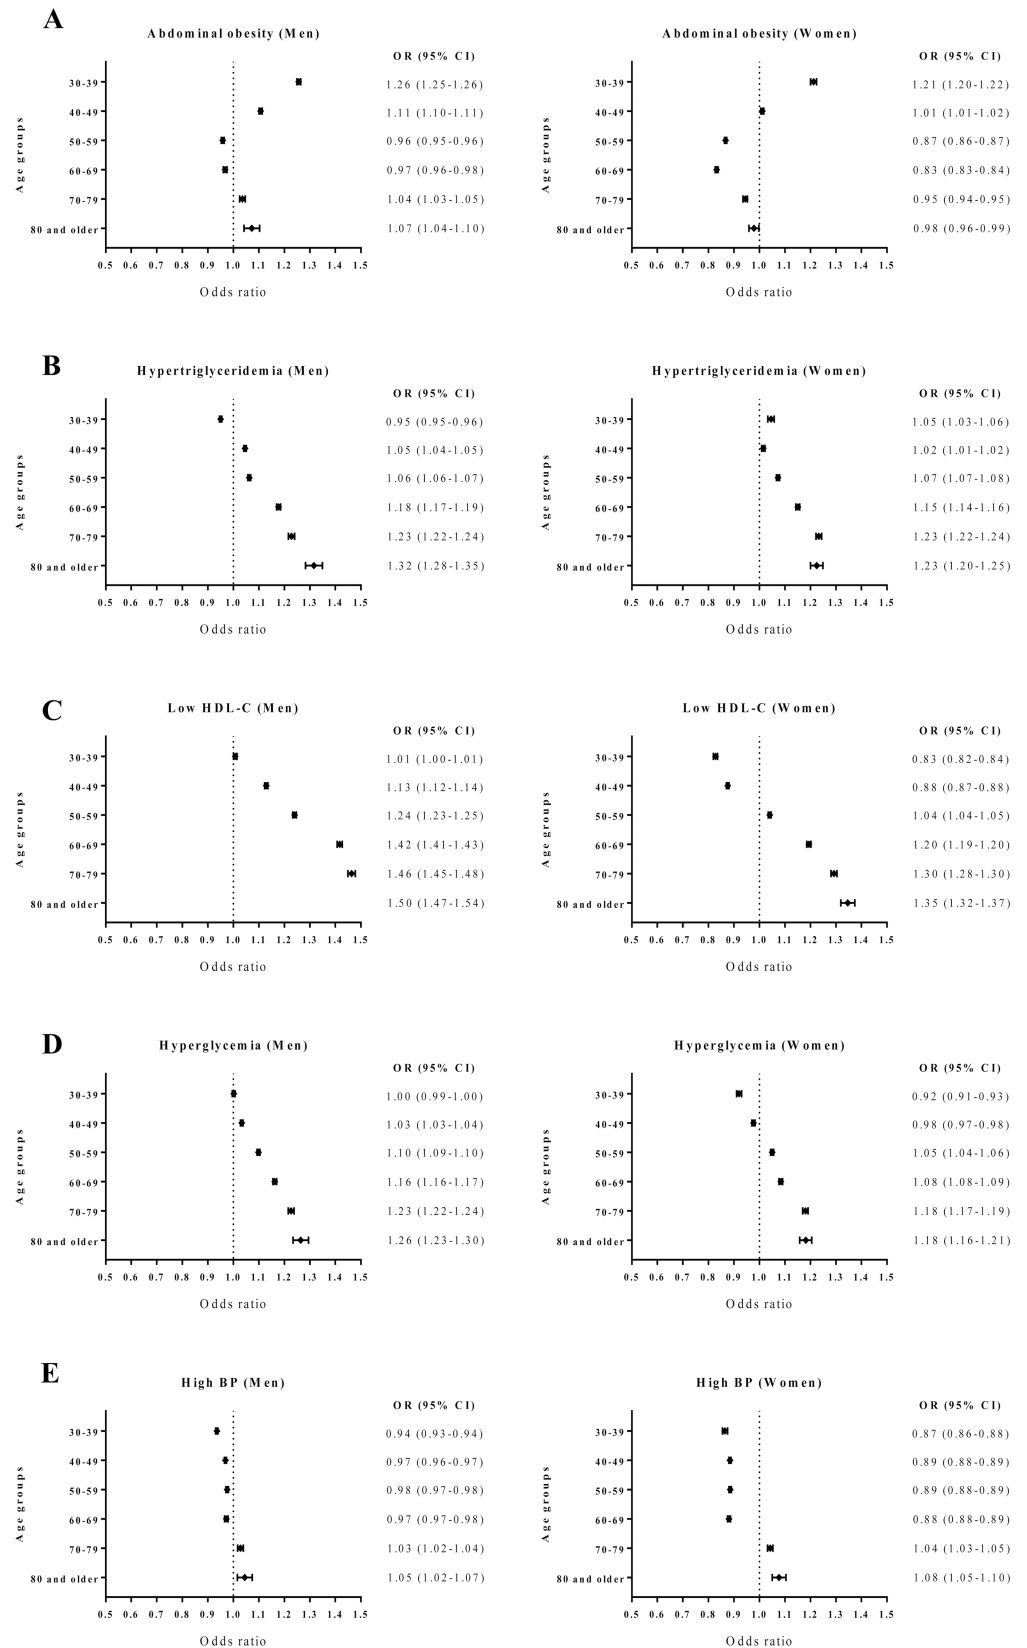 A
Abdominal obesity (Men)
OR (95% CI)
Age groups
30-39 1.26 (1.25-1.26)
40-49 1.11 (1.10-1.11)
50-59 0.96 (0.95-0.96)
60-69 0.97 (0.96-0.98)
70-79 1.04 (1.03-1.05)
80 and older 1.07 (1.04-1.10)
0.5 0.6 0.7 0.8 0.9 1.0 1.1 1.2 1.3 1.4 1.5
Odds ratio
Abdominal obesity (Women)
OR (95% CI)
Age groups
30-39 1.21 (1.20-1.22)
40-49 1.01 (1.01-1.02)
50-59 0.87 (0.86-0.87)
60-69 0.83 (0.83-0.84)
70-79 0.95 (0.94-0.95)
80 and older 0.98 (0.96-0.99)
0.5 0.6 0.7 0.8 0.9 1.0 1.1 1.2 1.3 1.4 1.5
Odds ratio
B
Hypertriglyceridemia (Men)
OR (95% CI)
Age groups
30-39 0.95 (0.95-0.96)
40-49 1.05 (1.04-1.05)
50-59 1.06 (1.06-1.07)
60-69 1.18 (1.17-1.19)
70-79 1.23 (1.22-1.24)
80 and older 1.32 (1.28-1.35)
0.5 0.6 0.7 0.8 0.9 1.0 1.1 1.2 1.3 1.4 1.5
Odds ratio
Hypertriglyceridemia (Women)
OR (95% CI)
Age groups
30-39 1.05 (1.03-1.06)
40-49 1.02 (1.01-1.02)
50-59 1.07 (1.07-1.08)
60-69 1.15 (1.14-1.16)
70-79 1.23 (1.22-1.24)
80 and older 1.23 (1.20-1.25)
0.5 0.6 0.7 0.8 0.9 1.0 1.1 1.2 1.3 1.4 1.5
Odds ratio
C
Low HDL-C (Men)
OR (95% CI)
Age groups
30-39 1.01 (1.00-1.01)
40-49 1.13 (1.12-1.14)
50-59 1.24 (1.23-1.25)
60-69 1.42 (1.41-1.43)
70-79 1.46 (1.45-1.48)
80 and older 1.50 (1.47-1.54)
0.5 0.6 0.7 0.8 0.9 1.0 1.1 1.2 1.3 1.4 1.5
Odds ratio
Low HDL-C (Women)
OR (95% CI)
Age groups
30-39 0.83 (0.82-0.84)
40-49 0.88 (0.87-0.88)
50-59 1.04 (1.04-1.05)
60-69 1.20 (1.19-1.20)
70-79 1.30 (1.28-1.30)
80 and older 1.35 (1.32-1.37)
0.5 0.6 0.7 0.8 0.9 1.0 1.1 1.2 1.3 1.4 1.5
Odds ratio
D
Hyperglycemia (Men)
OR (95% CI)
Age groups
30-39 1.00 (0.99-1.00)
40-49 1.03 (1.03-1.04)
50-59 1.10 (1.09-1.10)
60-69 1.16 (1.16-1.17)
70-79 1.23 (1.22-1.24)
80 and older 1.26 (1.23-1.30)
0.5 0.6 0.7 0.8 0.9 1.0 1.1 1.2 1.3 1.4 1.5
Odds ratio
Hyperglycemia (Women)
OR (95% CI)
Age groups
30-39 0.92 (0.91-0.93)
40-49 0.98 (0.97-0.98)
50-59 1.05 (1.04-1.06)
60-69 1.08 (1.08-1.09)
70-79 1.18 (1.17-1.19)
80 and older 1.18 (1.16-1.21)
0.5 0.6 0.7 0.8 0.9 1.0 1.1 1.2 1.3 1.4 1.5
Odds ratio
E
High BP (Men)
OR (95% CI)
Age groups
30-39 0.94 (0.93-0.94)
40-49 0.97 (0.96-0.97)
50-59 0.98 (0.97-0.98)
60-69 0.97 (0.97-0.98)
70-79 1.03 (1.02-1.04)
80 and older 1.05 (1.02-1.07)
0.5 0.6 0.7 0.8 0.9 1.0 1.1 1.2 1.3 1.4 1.5
Odds ratio
High BP (Women)
OR (95% CI)
Age groups
30-39 0.87 (0.86-0.88)
40-49 0.89 (0.88-0.89)
50-59 0.89 (0.88-0.89)
60-69 0.88 (0.88-0.89)
70-79 1.04 (1.03-1.05)
80 and older 1.08 (1.05-1.10)
0.5 0.6 0.7 0.8 0.9 1.0 1.1 1.2 1.3 1.4 1.5
Odds ratio